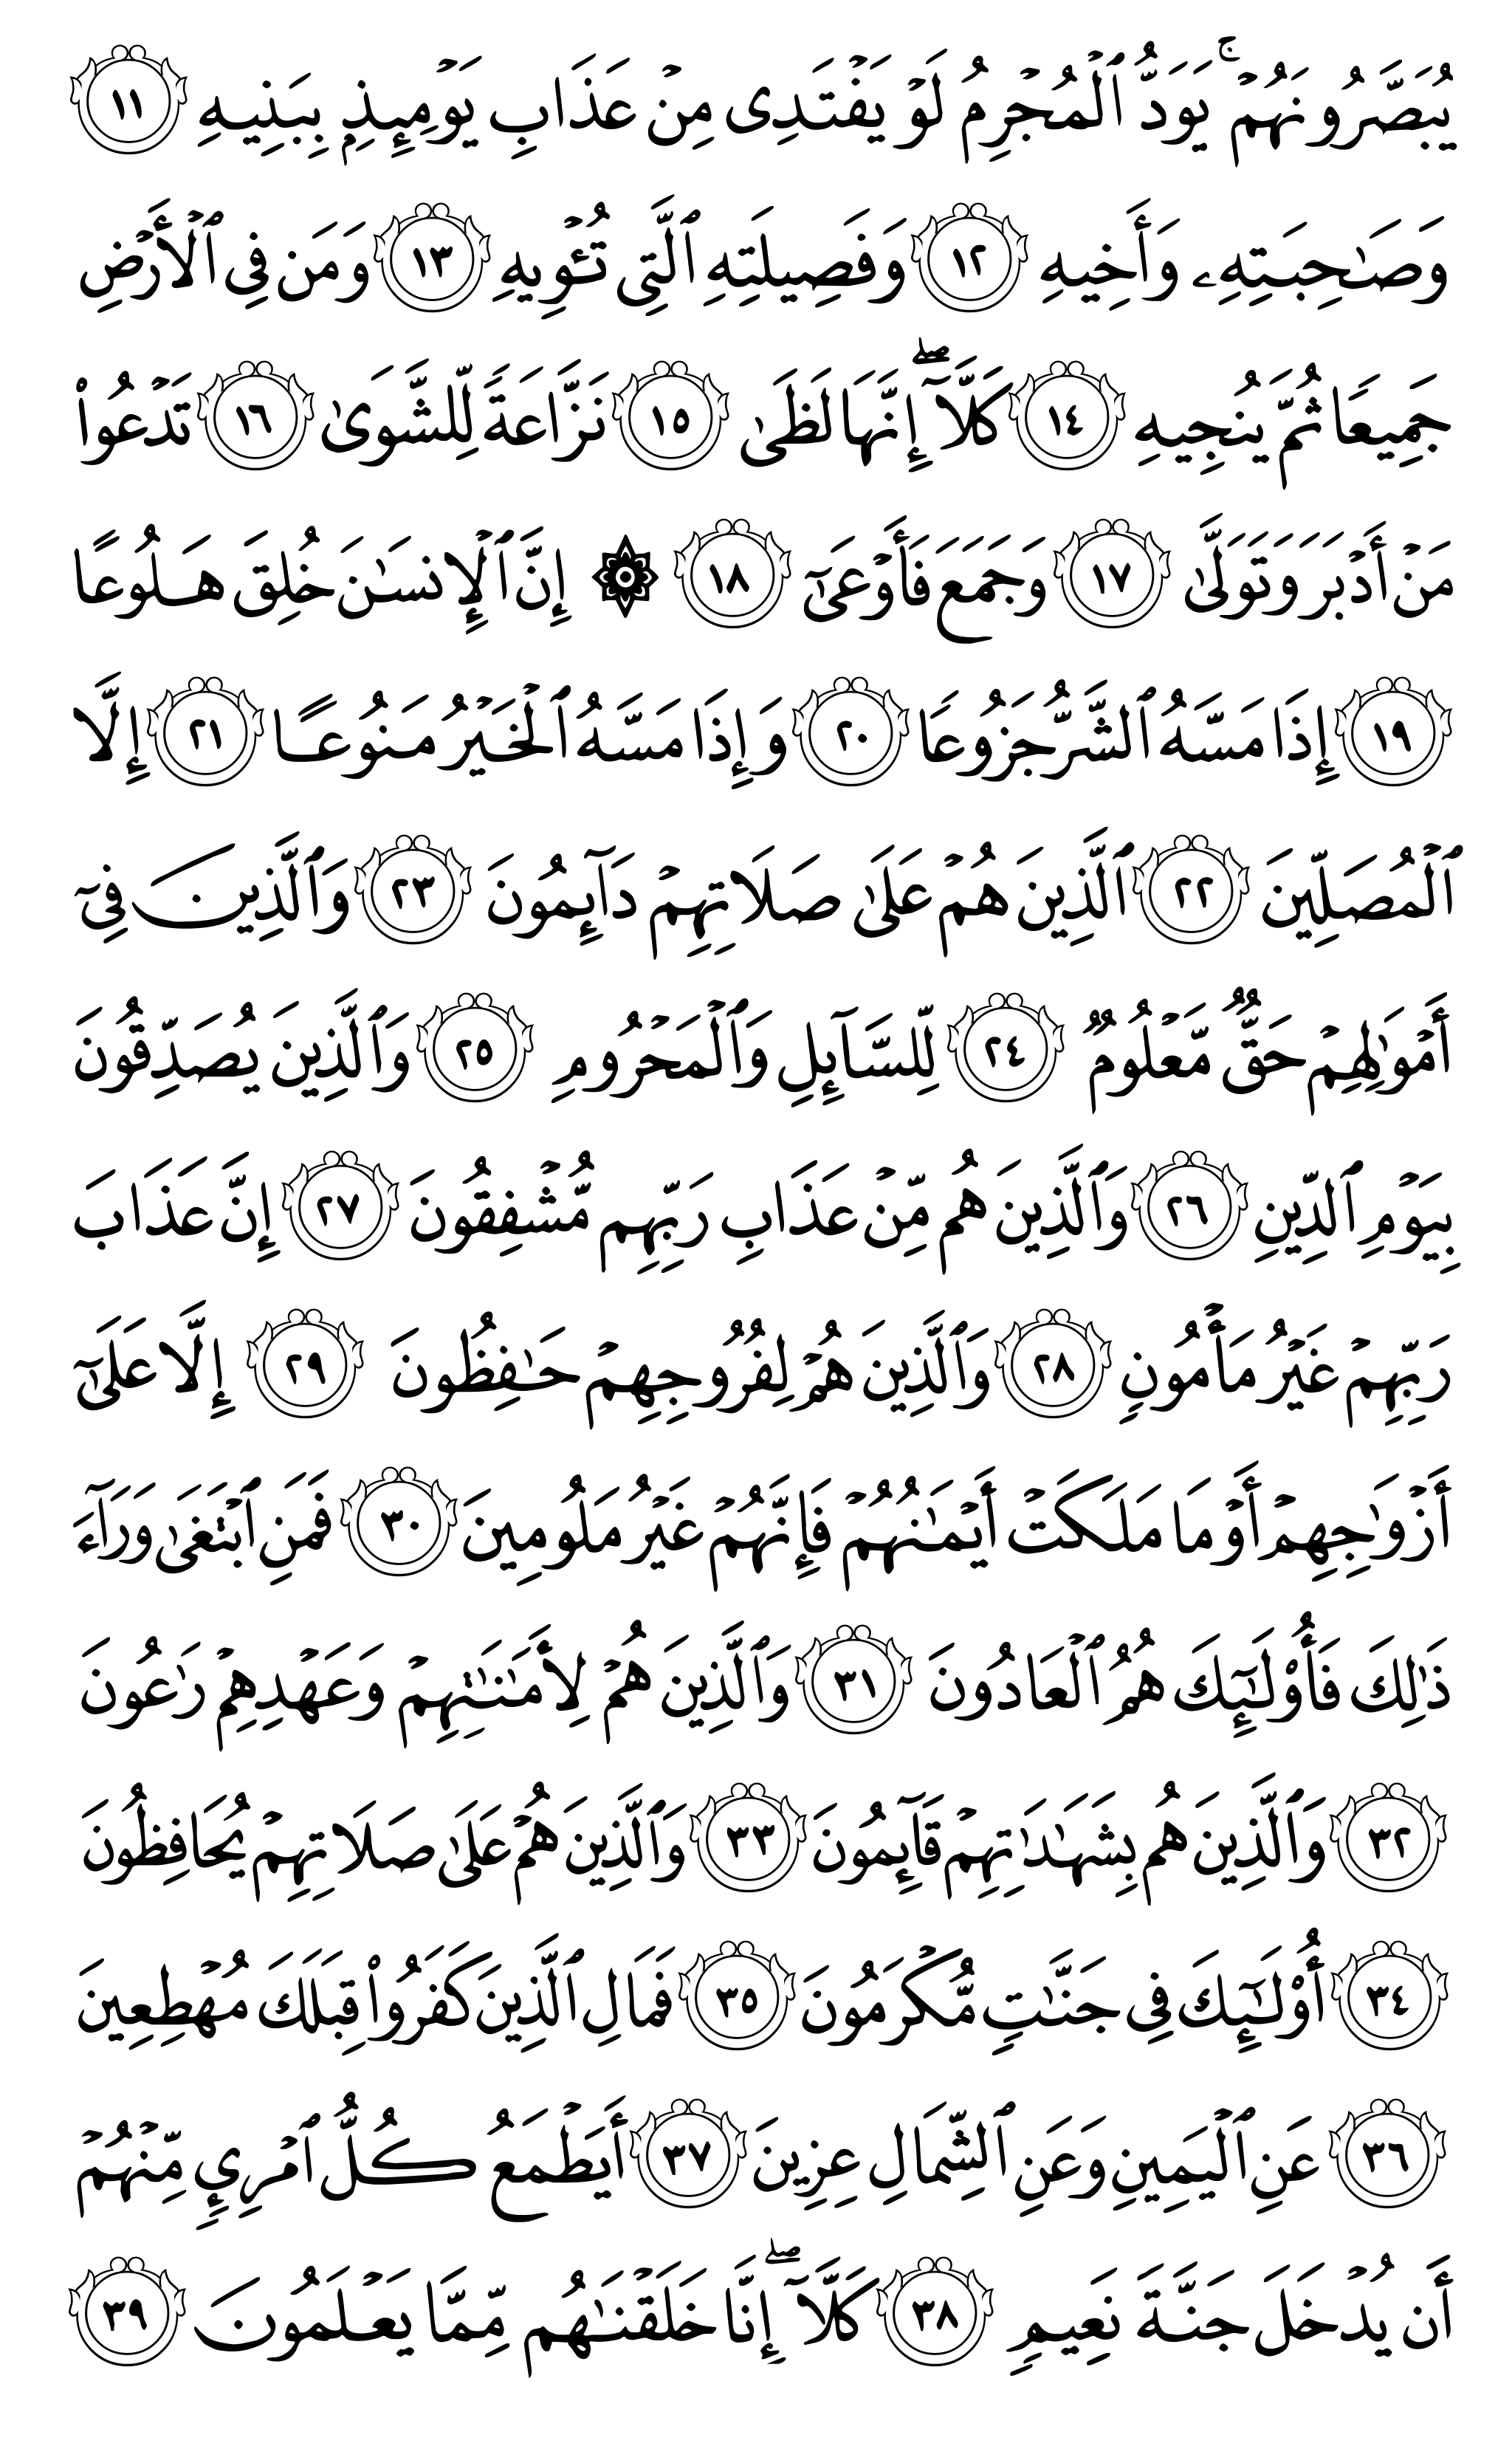 يُبَصَّرُونَهُمْ ۚ يَوَدُّ ٱلْمُجْرِمُ لَوْ يَفْتَدِى مِنْ عَذَابِ يَوْمِئِذٍۭ بِبَنِيهِ ١١
وَصَٰحِبَتِهِۦ وَأَخِيهِ ١٢ وَفَصِيلَتِهِ ٱلَّتِى تُـْٔوِيهِ ١٣ وَمَن فِى ٱلْأَرْضِ
جَمِيعًا ثُمَّ يُنجِيهِ ١٤ كَلَّآ ۖ إِنَّهَا لَظَىٰ ١٥ نَزَّاعَةً لِّلشَّوَىٰ ١٦ تَدْعُوا۟
مَنْ أَدْبَرَ وَتَوَلَّىٰ ١٧ وَجَمَعَ فَأَوْعَىٰٓ ١٨ ۞ إِنَّ ٱلْإِنسَٰنَ خُلِقَ هَلُوعًا
١٩ إِذَا مَسَّهُ ٱلشَّرُّ جَزُوعًا ٢٠ وَإِذَا مَسَّهُ ٱلْخَيْرُ مَنُوعًا ٢١ إِلَّا
ٱلْمُصَلِّينَ ٢٢ ٱلَّذِينَ هُمْ عَلَىٰ صَلَاتِهِمْ دَآئِمُونَ ٢٣ وَٱلَّذِينَ فِىٓ
أَمْوَٰلِهِمْ حَقٌّ مَّعْلُومٌ ٢٤ لِّلسَّآئِلِ وَٱلْمَحْرُومِ ٢٥ وَٱلَّذِينَ يُصَدِّقُونَ
بِيَوْمِ ٱلدِّينِ ٢٦ وَٱلَّذِينَ هُم مِّنْ عَذَابِ رَبِّهِم مُّشْفِقُونَ ٢٧ إِنَّ عَذَابَ
رَبِّهِمْ غَيْرُ مَأْمُونٍ ٢٨ وَٱلَّذِينَ هُمْ لِفُرُوجِهِمْ حَٰفِظُونَ ٢٩ إِلَّا عَلَىٰٓ
أَزْوَٰجِهِمْ أَوْ مَا مَلَكَتْ أَيْمَٰنُهُمْ فَإِنَّهُمْ غَيْرُ مَلُومِينَ ٣٠ فَمَنِ ٱبْتَغَىٰ وَرَآءَ
ذَٰلِكَ فَأُو۟لَٰٓئِكَ هُمُ ٱلْعَادُونَ ٣١ وَٱلَّذِينَ هُمْ لِأَمَٰنَٰتِهِمْ وَعَهْدِهِمْ رَٰعُونَ
٣٢ وَٱلَّذِينَ هُم بِشَهَٰدَٰتِهِمْ قَآئِمُونَ ٣٣ وَٱلَّذِينَ هُمْ عَلَىٰ صَلَاتِهِمْ يُحَافِظُونَ
٣٤ أُو۟لَٰٓئِكَ فِى جَنَّٰتٍ مُّكْرَمُونَ ٣٥ فَمَالِ ٱلَّذِينَ كَفَرُوا۟ قِبَلَكَ مُهْطِعِينَ
٣٦ عَنِ ٱلْيَمِينِ وَعَنِ ٱلشِّمَالِ عِزِينَ ٣٧ أَيَطْمَعُ كُلُّ ٱمْرِئٍ مِّنْهُمْ
أَن يُدْخَلَ جَنَّةَ نَعِيمٍ ٣٨ كَلَّآ ۖ إِنَّا خَلَقْنَٰهُم مِّمَّا يَعْلَمُونَ ٣٩